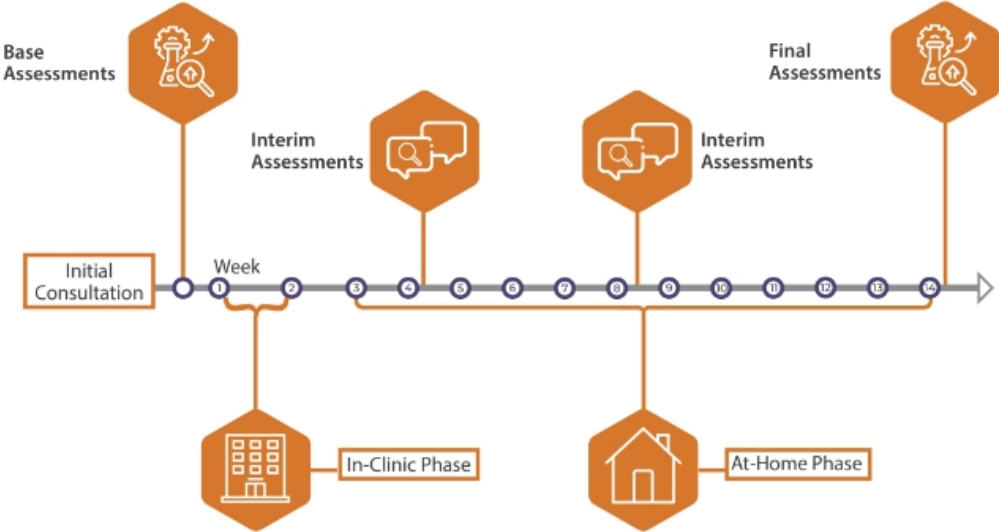 Base
Assessments
Final
Assessments
Interim
Assessments
Interim
Assessments
Initial
Consultation
Week
1 2 3 4 5 6 7 8 9 10 11 12 13 14
In-Clinic Phase
At-Home Phase